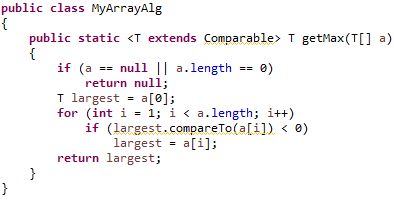 public class MyArrayAlg
{
    public static <T extends Comparable> T getMax(T[] a)
    {
        if (a == null || a.length == 0)
            return null;
        T largest = a[0];
        for (int i = 1; i < a.length; i++)
            if (largest.compareTo(a[i]) < 0)
                largest = a[i];
        return largest;
    }
}